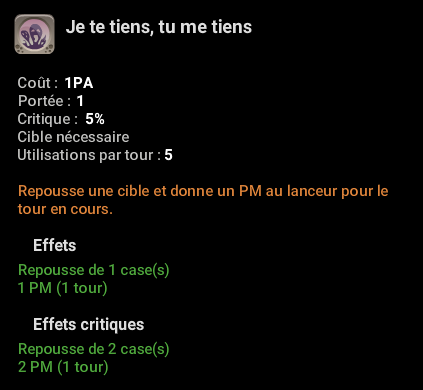 Je te tiens, tu me tiens
Coût : 1PA
Portée : 1
Critique : 5%
Cible nécessaire
Utilisations par tour : 5
Repousse une cible et donne un PM au lanceur pour le
tour en cours.
Effets
Repousse de 1 case(s)
1 PM (1 tour)
Effets critiques
Repousse de 2 case(s)
2 PM (1 tour)